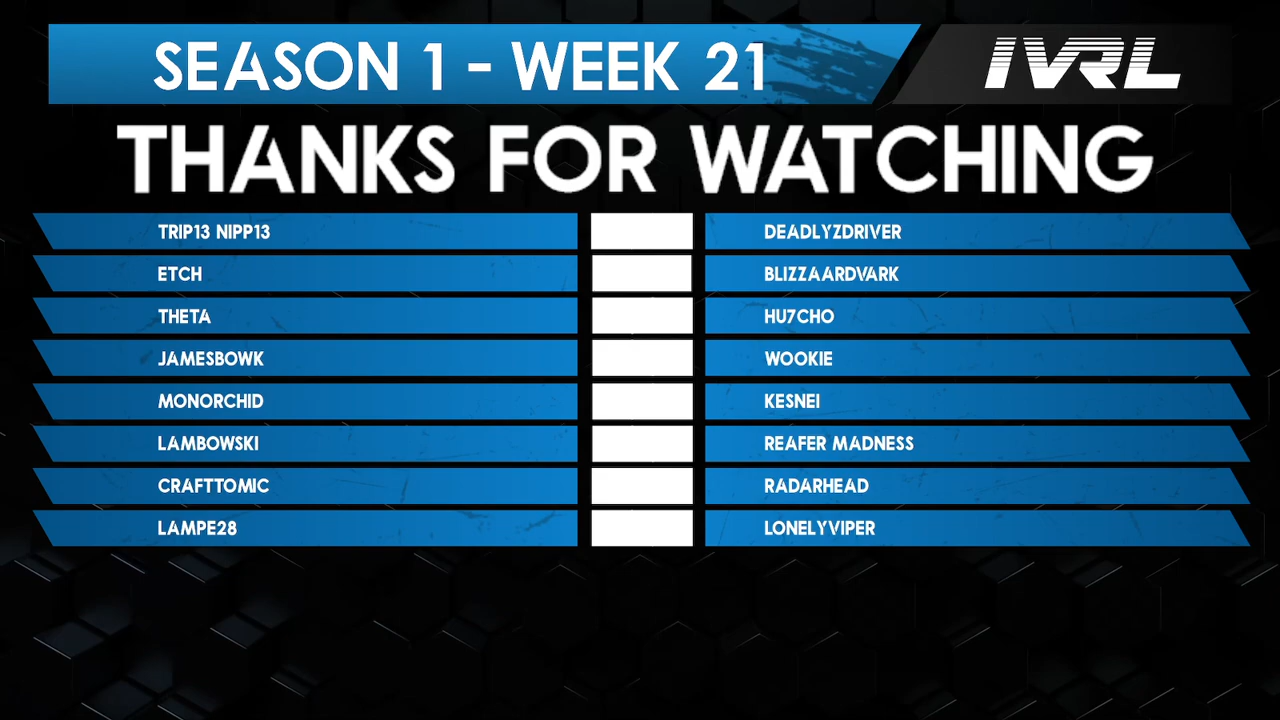 SEASON 1 - WEEK 21
IVRL
THANKS FOR WATCHING
TRIP13 NIPP13 DEADLYZDRIVER
ETCH BLIZZAARDVARK
THETA HU7CHO
JAMESBOWK WOOKIE
MONORCHID KESNEI
LAMBOWSKI REAFER MADNESS
CRAFTTOMIC RADARHEAD
LAMPE28 LONELYVIPER